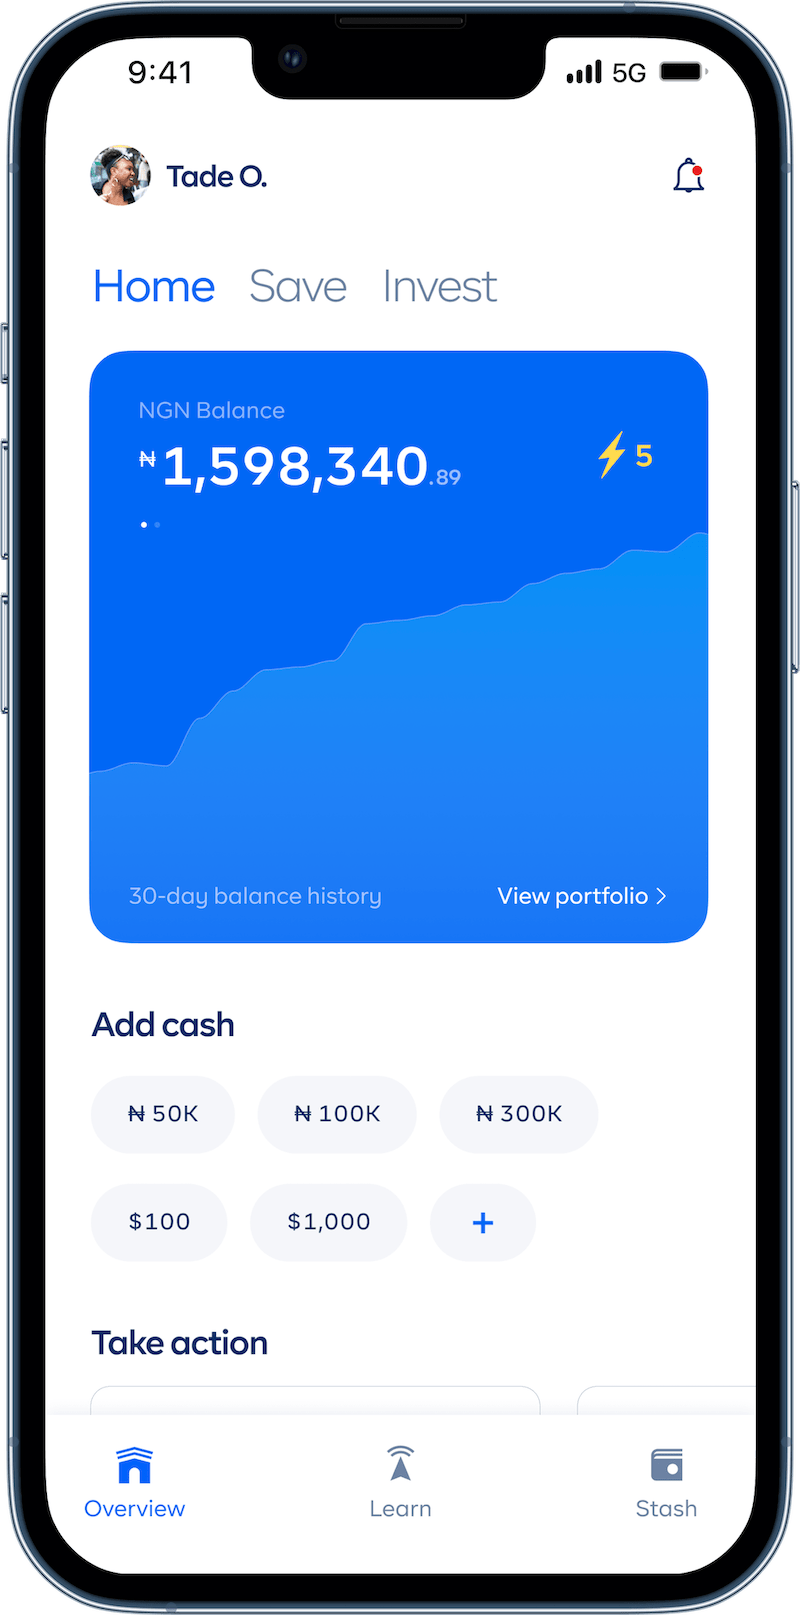 9:41 5G
Tade O.
Home Save Invest
NGN Balance
₦1,598,340.89
5
30-day balance history View portfolio >
Add cash
₦ 50K ₦ 100K ₦ 300K
$100 $1,000 +
Take action
Overview Learn Stash